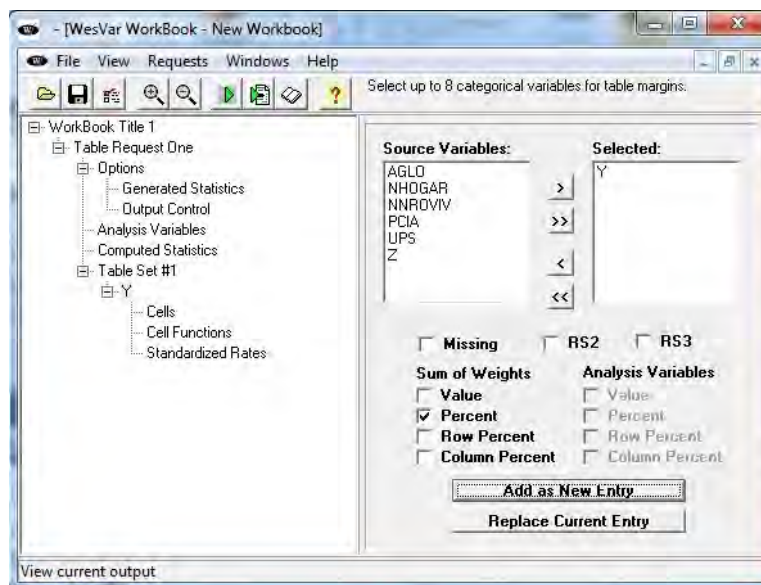 - [WesVar WorkBook - New Workbook]
File View Requests Windows Help
Select up to 8 categorical variables for table margins.
WorkBook Title 1
Table Request One
Options
Generated Statistics
Output Control
Analysis Variables
Computed Statistics
Table Set #1
Y
Cells
Cell Functions
Standardized Rates
Source Variables:
AGLO
NHOGAR
NNROVIV
PCIA
UPS
Z
>
>>
<
<<
Selected:
Y
Missing RS2 RS3
Sum of Weights
Value
Percent
Row Percent
Column Percent
Analysis Variables
Value
Percent
Row Percent
Column Percent
Add as New Entry
Replace Current Entry
View current output